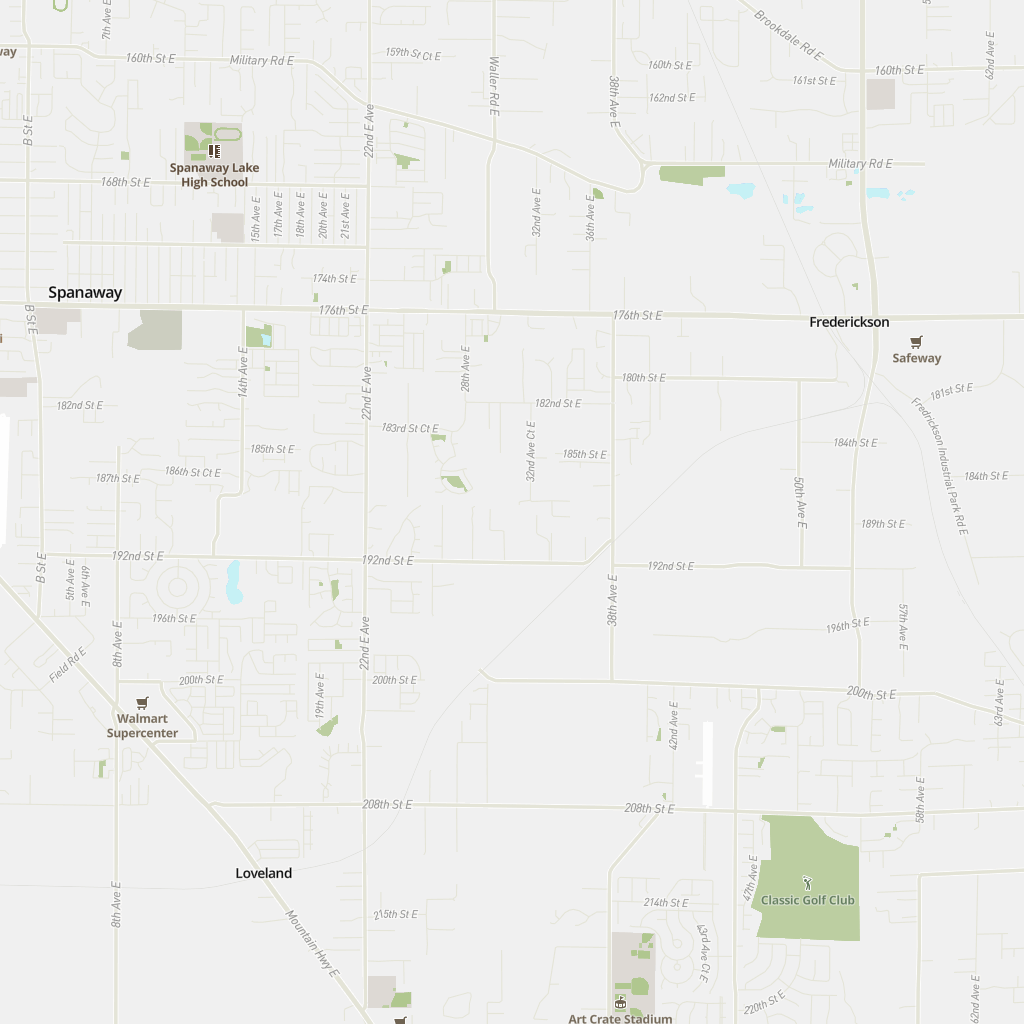 7th Ave E
way
160th St E
Military Rd E
159th St Ct E
Waller Rd E
38th Ave E
160th St E
162nd St E
Brookdale Rd E
161st St E
160th St E
62nd Ave E
B St E
22nd E Ave
Spanaway Lake
High School
168th St E
Military Rd E
15th Ave E
17th Ave E
18th Ave E
20th Ave E
21st Ave E
32nd Ave E
36th Ave E
174th St E
Spanaway
176th St E
176th St E
Frederickson
B St E
Safeway
14th Ave E
22nd E Ave
28th Ave E
180th St E
181st St E
182nd St E
182nd St E
183rd St Ct E
32nd Ave Ct E
185th St E
185th St E
184th St E
Fredrickson Industrial Park Rd E
184th St E
186th St Ct E
187th St E
50th Ave E
189th St E
192nd St E
192nd St E
192nd St E
B St E
5th Ave E
6th Ave E
38th Ave E
196th St E
196th St E
57th Ave E
8th Ave E
22nd E Ave
Field Rd E
200th St E
200th St E
200th St E
19th Ave E
42nd Ave E
63rd Ave E
Walmart
Supercenter
208th St E
208th St E
58th Ave E
Loveland
47th Ave E
Classic Golf Club
8th Ave E
214th St E
215th St E
Mountain Hwy E
43rd Ave Ct E
220th St E
62nd Ave E
Art Crate Stadium